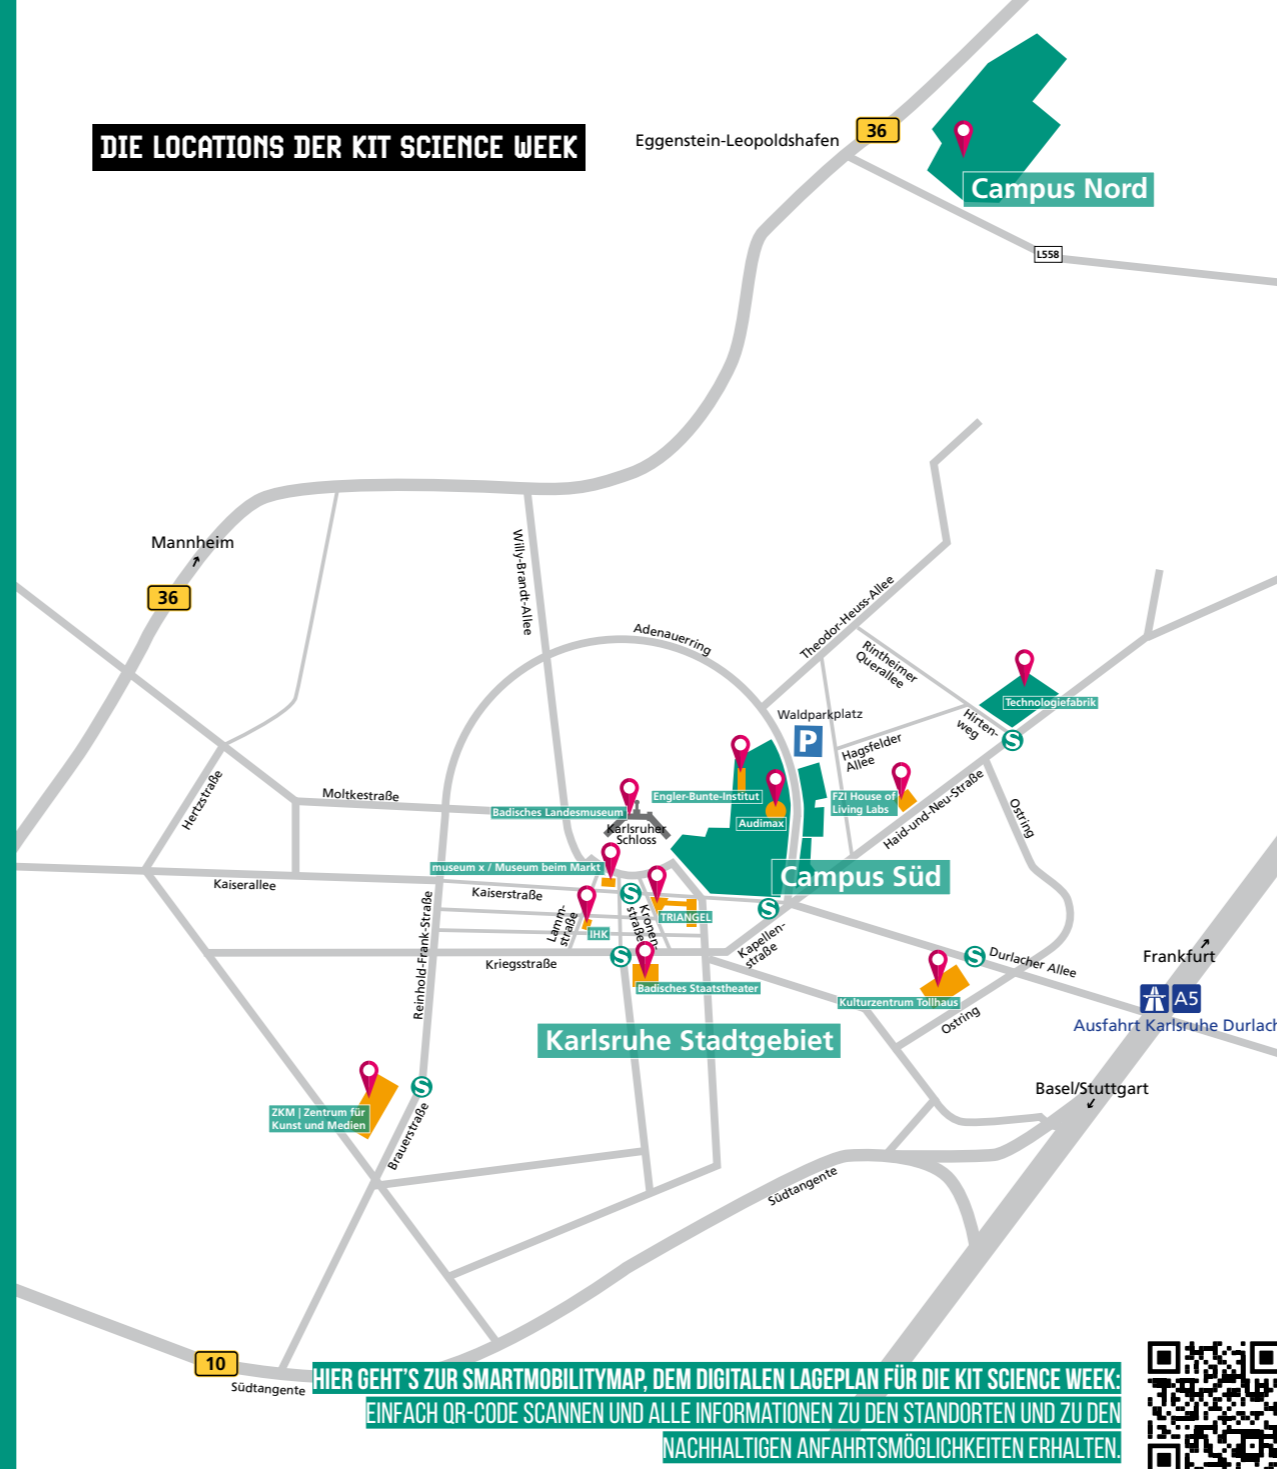 DIE LOCATIONS DER KIT SCIENCE WEEK
Eggenstein-Leopoldshafen
36
Campus Nord
L558
Mannheim
36
Willy-Brandt-Allee
Adenauerring
Theodor-Heuss-Allee
Rintheimer
Querallee
Technologiefabrik
Hirten-
weg
S
Waldparkplatz
P
Hagsfelder
Allee
Hertzstraße
Moltkestraße
Badisches Landesmuseum
Engler-Bunte-Institut
FZI House of
Living Labs
Haid-und-Neu-Straße
Ostring
Audimax
Karlsruher
Schloss
museum x / Museum beim Markt
Campus Süd
Kaiserallee
Kaiserstraße
S
S
Reinhold-Frank-Straße
Lamm-
straße
Kronen-
straße
TRIANGEL
IHK
Kapellen-
straße
Kriegsstraße
S
S
Durlacher Allee
Frankfurt
Badisches Staatstheater
Kulturzentrum Tollhaus
A5
Ostring
Ausfahrt Karlsruhe Durlach
Karlsruhe Stadtgebiet
S
Basel/Stuttgart
ZKM | Zentrum für
Kunst und Medien
Brauerstraße
Südtangente
10
Südtangente
HIER GEHT'S ZUR SMARTMOBILITYMAP, DEM DIGITALEN LAGEPLAN FÜR DIE KIT SCIENCE WEEK:
EINFACH QR-CODE SCANNEN UND ALLE INFORMATIONEN ZU DEN STANDORTEN UND ZU DEN
NACHHALTIGEN ANFAHRTSMÖGLICHKEITEN ERHALTEN.